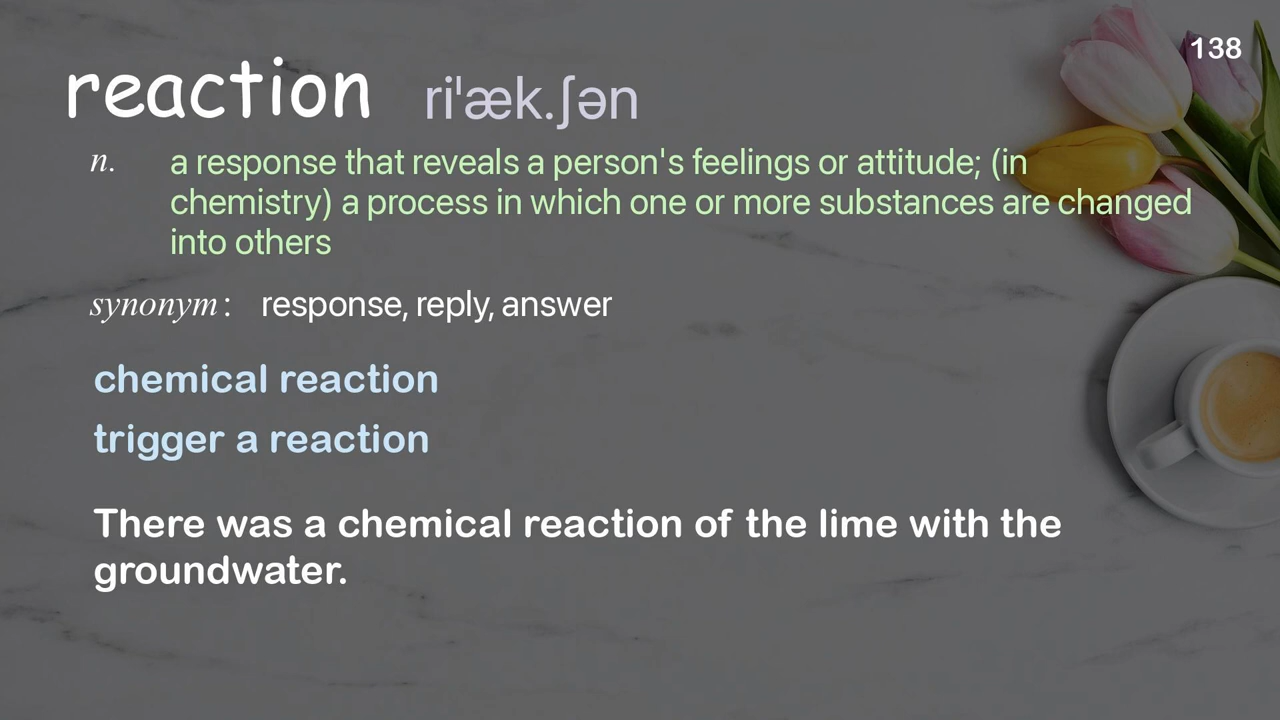 138
reaction ri'æk.ʃən
n. a response that reveals a person's feelings or attitude; (in
chemistry) a process in which one or more substances are changed
into others
synonym: response, reply, answer
chemical reaction
trigger a reaction
There was a chemical reaction of the lime with the
groundwater.